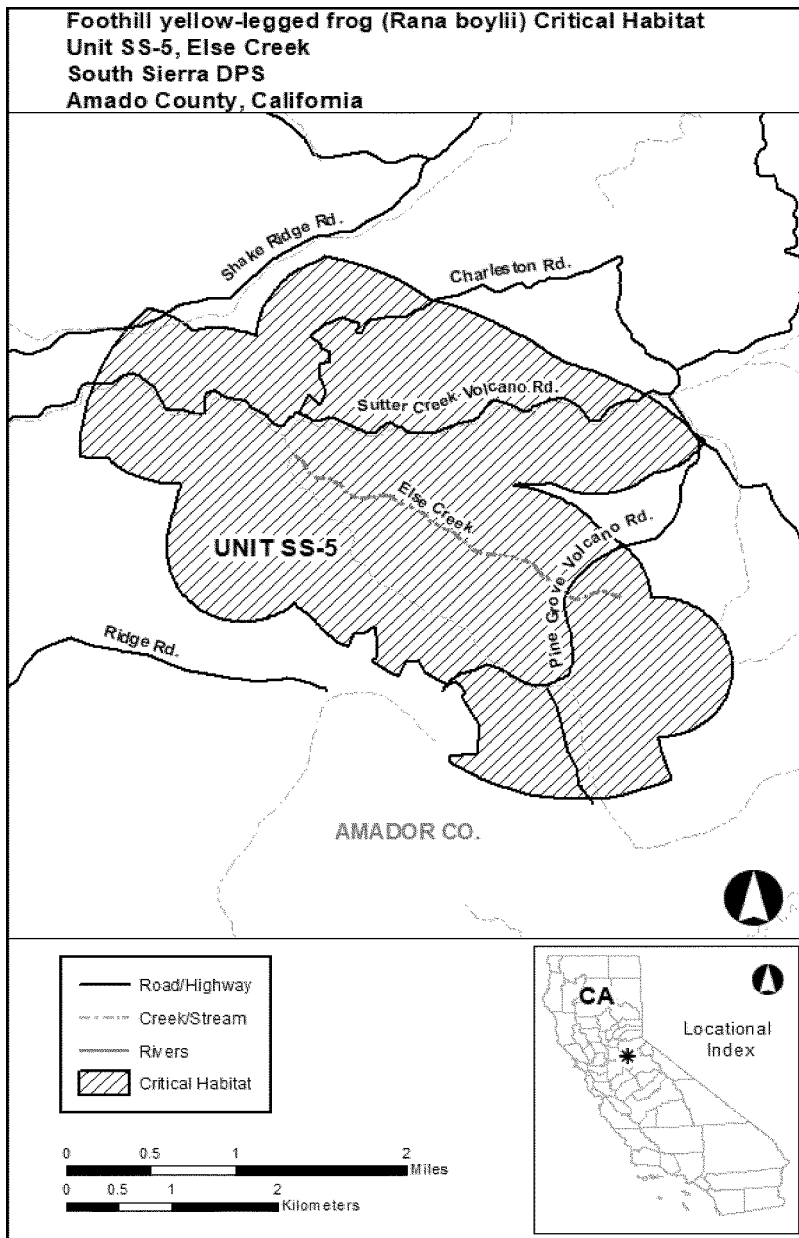 Foothill yellow-legged frog (Rana boylii) Critical Habitat
Unit SS-5, Else Creek
South Sierra DPS
Amado County, California
Shake Ridge Rd.
Charleston Rd.
Sutter Creek-Volcano Rd.
Else Creek
UNIT SS-5
Pine Grove-Volcano Rd.
Ridge Rd.
AMADOR CO.
Road/Highway
Creek/Stream
Rivers
Critical Habitat
0 0.5 1 2
Miles
0 0.5 1 2
Kilometers
CA
Locational
Index